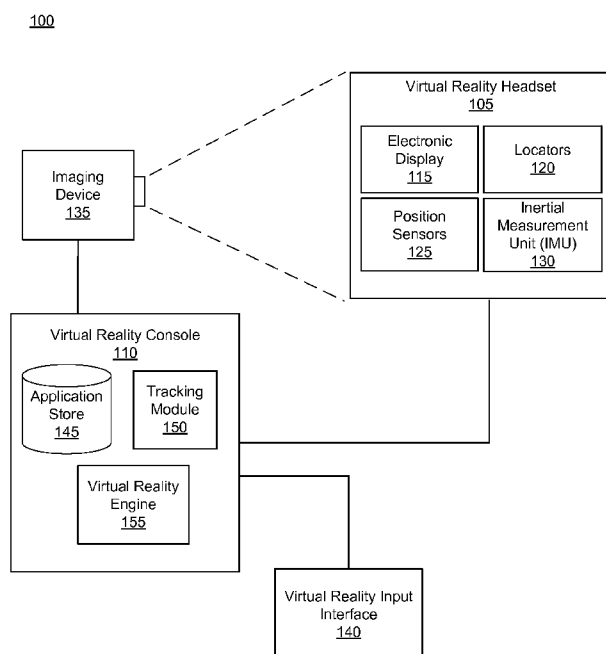 100
Virtual Reality Headset
105
Electronic
Display
115
Locators
120
Position
Sensors
125
Inertial
Measurement
Unit (IMU)
130
Imaging
Device
135
Virtual Reality Console
110
Application
Store
145
Tracking
Module
150
Virtual Reality
Engine
155
Virtual Reality Input
Interface
140